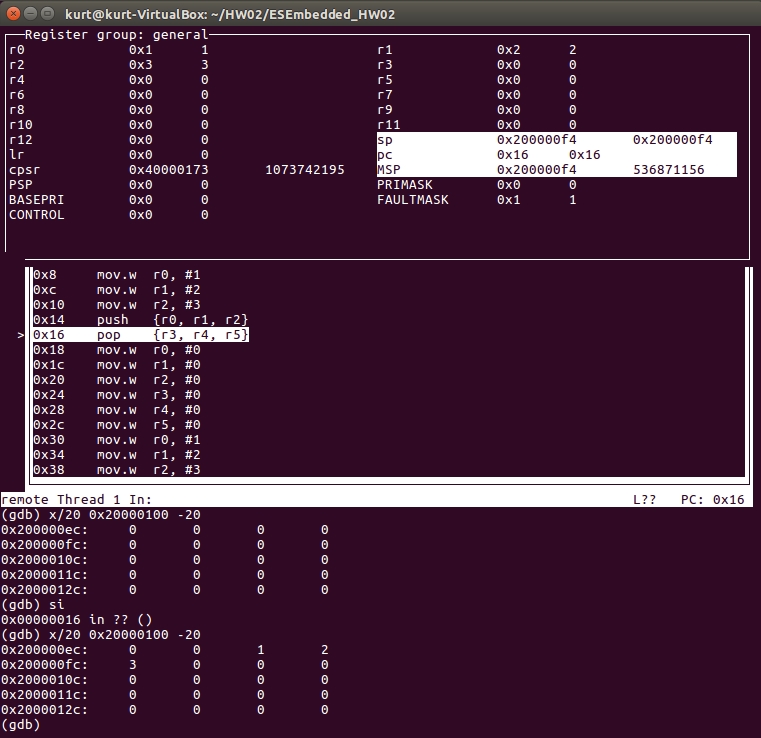 kurt@kurt-VirtualBox: ~/HW02/ESEmbedded_HW02
Register group: general
r0 0x1 1 r1 0x2 2
r2 0x3 3 r3 0x0 0
r4 0x0 0 r5 0x0 0
r6 0x0 0 r7 0x0 0
r8 0x0 0 r9 0x0 0
r10 0x0 0 r11 0x0 0
r12 0x0 0 sp 0x200000f4 0x200000f4
lr 0x0 0 pc 0x16 0x16
cpsr 0x40000173 1073742195 MSP 0x200000f4 536871156
PSP 0x0 0 PRIMASK 0x0 0
BASEPRI 0x0 0 FAULTMASK 0x1 1
CONTROL 0x0 0
0x8 mov.w r0, #1
0xc mov.w r1, #2
0x10 mov.w r2, #3
0x14 push {r0, r1, r2}
>0x16 pop {r3, r4, r5}
0x18 mov.w r0, #0
0x1c mov.w r1, #0
0x20 mov.w r2, #0
0x24 mov.w r3, #0
0x28 mov.w r4, #0
0x2c mov.w r5, #0
0x30 mov.w r0, #1
0x34 mov.w r1, #2
0x38 mov.w r2, #3
remote Thread 1 In: L?? PC: 0x16
(gdb) x/20 0x20000100 -20
0x200000ec: 0 0 0 0
0x200000fc: 0 0 0 0
0x2000010c: 0 0 0 0
0x2000011c: 0 0 0 0
0x2000012c: 0 0 0 0
(gdb) si
0x00000016 in ?? ()
(gdb) x/20 0x20000100 -20
0x200000ec: 0 0 1 2
0x200000fc: 3 0 0 0
0x2000010c: 0 0 0 0
0x2000011c: 0 0 0 0
0x2000012c: 0 0 0 0
(gdb)